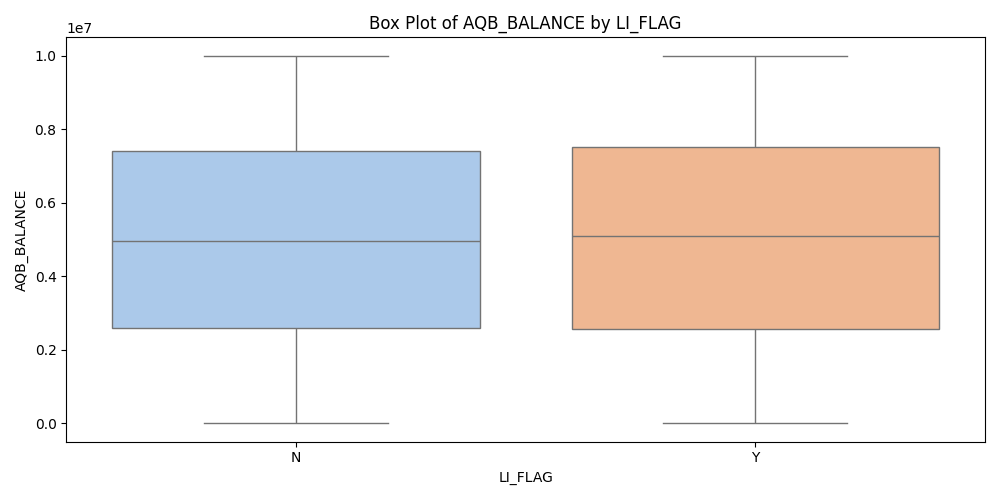 Box Plot of AQB_BALANCE by LI_FLAG
1e7
1.0
0.8
0.6
0.4
0.2
0.0
AQB_BALANCE
N Y
LI_FLAG